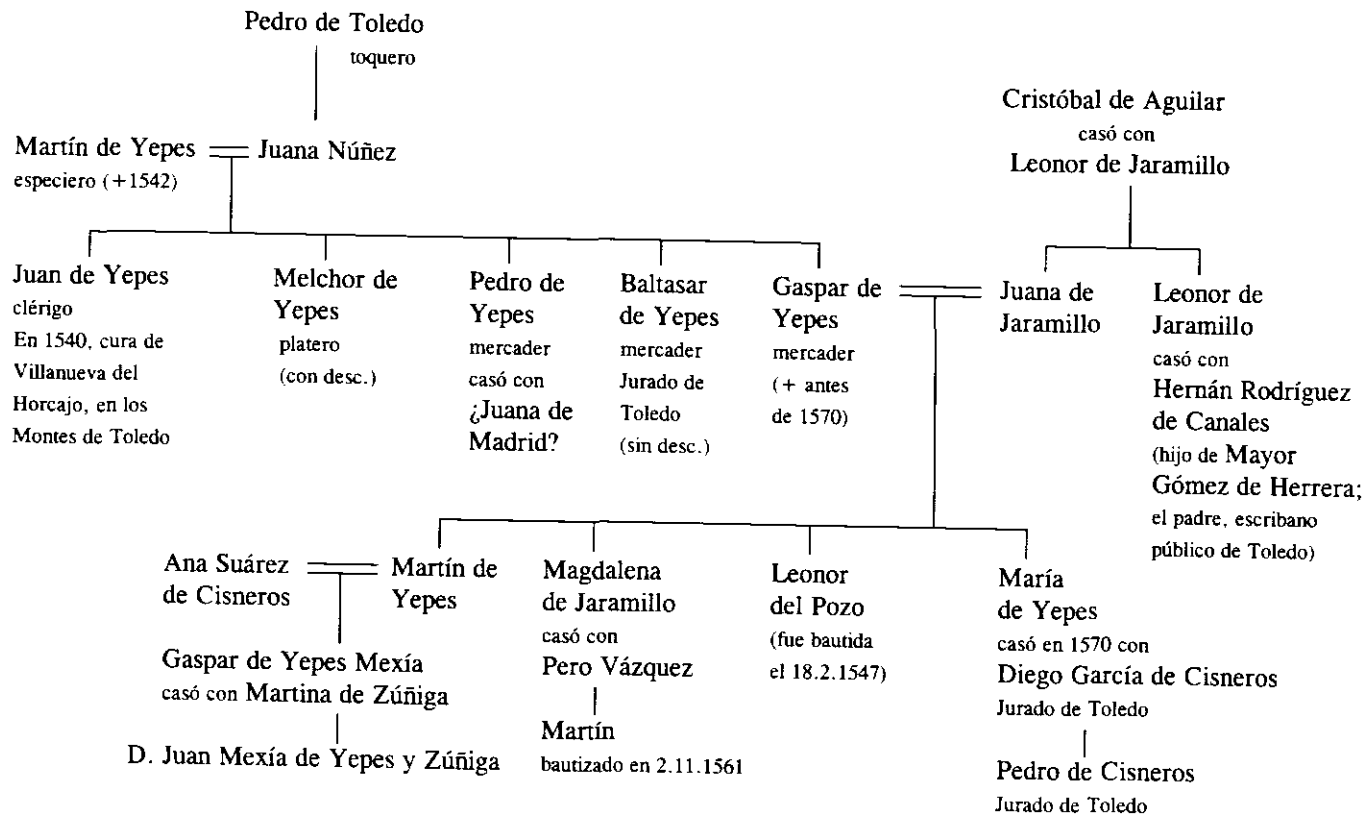 Pedro de Toledo
toquero
Cristóbal de Aguilar
casó con
Leonor de Jaramillo
Martín de Yepes
especiero (+1542)
Juana Núñez
Juan de Yepes
clérigo
En 1540, cura de
Villanueva del
Horcajo, en los
Montes de Toledo
Melchor de
Yepes
platero
(con desc.)
Pedro de
Yepes
mercader
casó con
¿Juana de
Madrid?
Baltasar
de Yepes
mercader
Jurado de
Toledo
(sin desc.)
Gaspar de
Yepes
mercader
(+ antes
de 1570)
Juana de
Jaramillo
Leonor de
Jaramillo
casó con
Hernán Rodríguez
de Canales
(hijo de Mayor
Gómez de Herrera;
el padre, escribano
público de Toledo)
Ana Suárez
de Cisneros
Martín de
Yepes
Gaspar de Yepes Mexía
casó con Martina de Zúñiga
D. Juan Mexía de Yepes y Zúñiga
Magdalena
de Jaramillo
casó con
Pero Vázquez
Martín
bautizado en 2.11.1561
Leonor
del Pozo
(fue bautida
el 18.2.1547)
María
de Yepes
casó en 1570 con
Diego García de Cisneros
Jurado de Toledo
Pedro de Cisneros
Jurado de Toledo